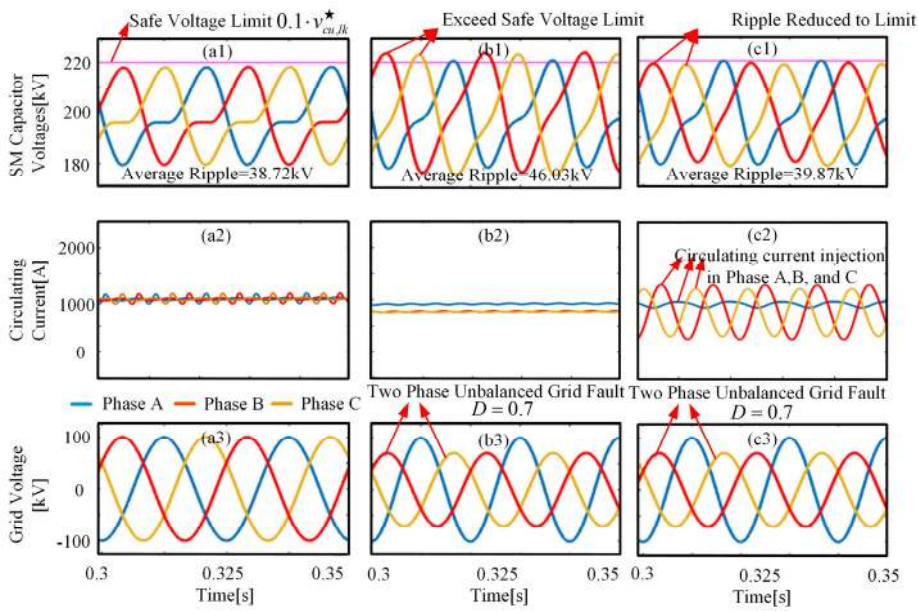 Safe Voltage Limit 0.1·v★cu,jk
Exceed Safe Voltage Limit
Ripple Reduced to Limit
(a1)
(b1)
(c1)
SM Capacitor
Voltages[kV]
220
200
180
Average Ripple=38.72kV
Average Ripple=46.03kV
Average Ripple=39.87kV
(a2)
(b2)
(c2)
Circulating
Current[A]
2000
1000
0
Circulating current injection
in Phase A,B, and C
Two Phase Unbalanced Grid Fault
D = 0.7
Two Phase Unbalanced Grid Fault
D = 0.7
Phase A
Phase B
Phase C
(a3)
(b3)
(c3)
Grid Voltage
[kV]
100
0
-100
0.3
0.325
0.35
0.3
0.325
0.35
0.3
0.325
0.35
Time[s]
Time[s]
Time[s]